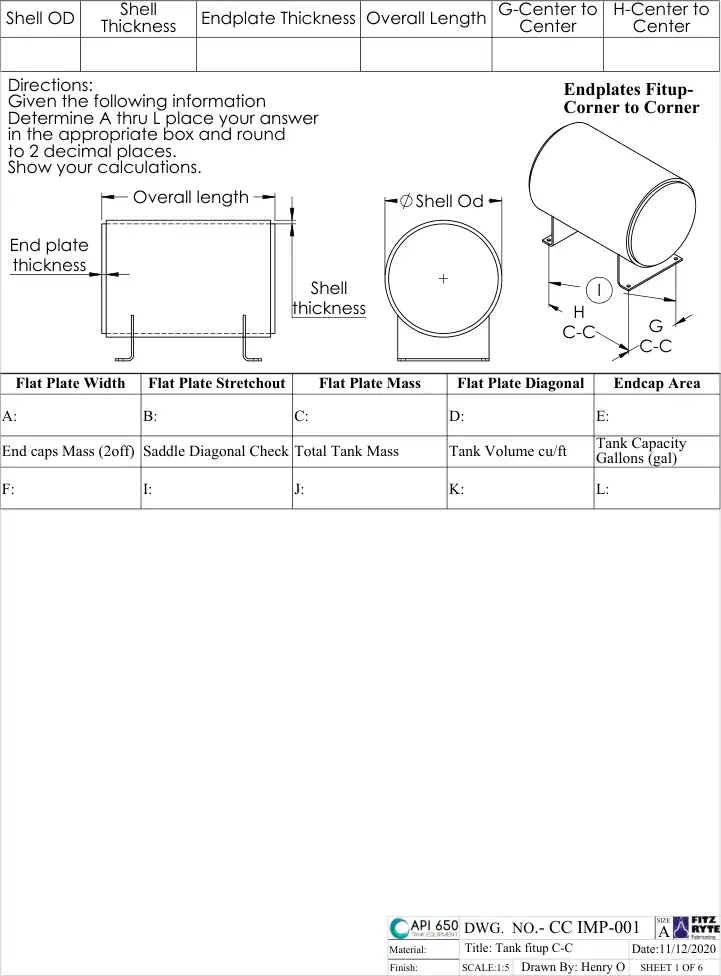 Shell OD
Shell
Thickness
Endplate Thickness
Overall Length
G-Center to
Center
H-Center to
Center
Directions:
Given the following information
Determine A thru L place your answer
in the appropriate box and round
to 2 decimal places.
Show your calculations.
Endplates Fitup-
Corner to Corner
Overall length
⌀ Shell Od
End plate
thickness
Shell
thickness
I
H
C-C
G
C-C
Flat Plate Width
Flat Plate Stretchout
Flat Plate Mass
Flat Plate Diagonal
Endcap Area
A:
B:
C:
D:
E:
End caps Mass (2off)
Saddle Diagonal Check
Total Tank Mass
Tank Volume cu/ft
Tank Capacity
Gallons (gal)
F:
I:
J:
K:
L:
API 650
TANK EQUIPMENT
DWG. NO.- CC IMP-001
SIZE
A
FITZ
RYTE
Fabricating
Material:
Title: Tank fitup C-C
Date:11/12/2020
Finish:
SCALE:1:5
Drawn By: Henry O
SHEET 1 OF 6